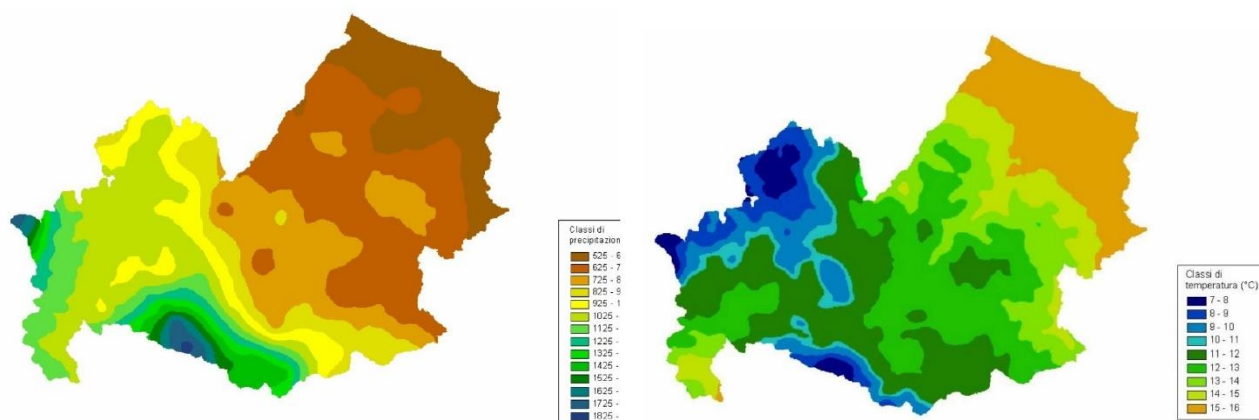 Classi di
precipitazion
525 - 6
625 - 7
725 - 8
825 - 9
925 - 1
1025 -
1125 -
1225 -
1325 -
1425 -
1525 -
1625 -
1725 -
1825 -
Classi di
temperatura (°C)
7 - 8
8 - 9
9 - 10
10 - 11
11 - 12
12 - 13
13 - 14
14 - 15
15 - 16